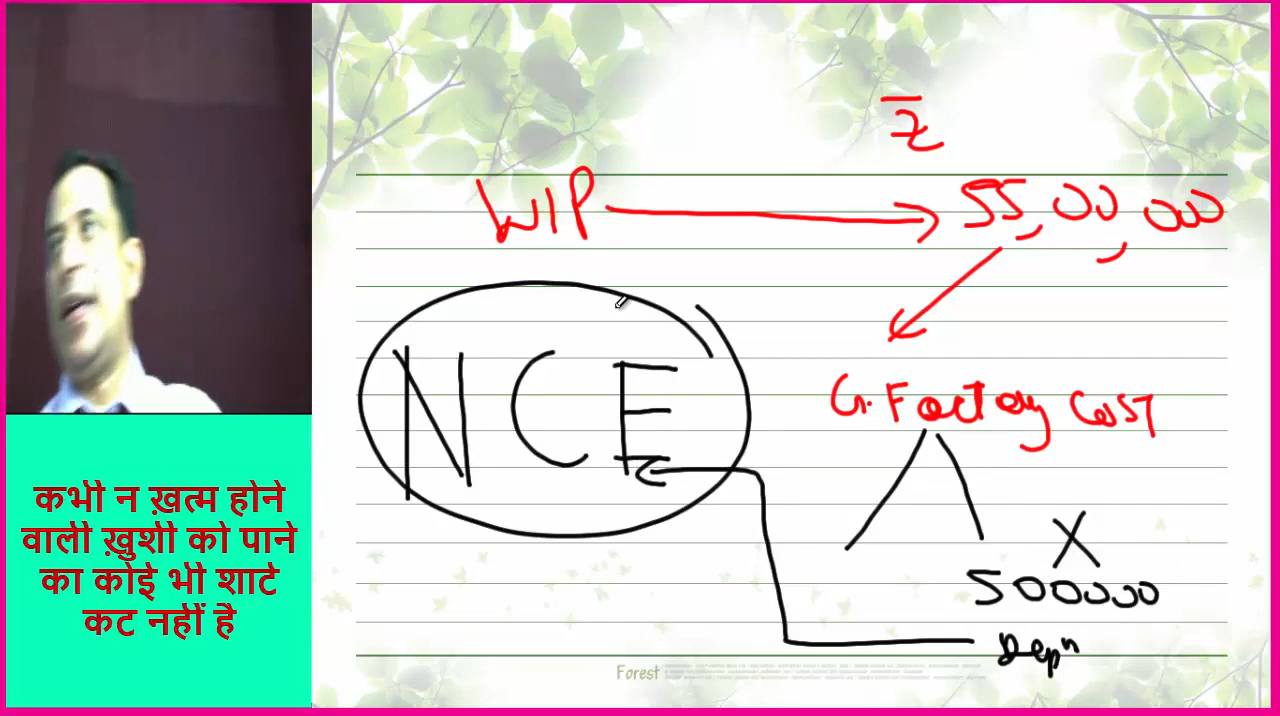 कभी न ख़त्म होने
वाली ख़ुशी को पाने
का कोई भी शार्ट
कट नहीं है
WIP 55,00,000
NCE
G. Factory Cost
X
500000
Depn
Forest